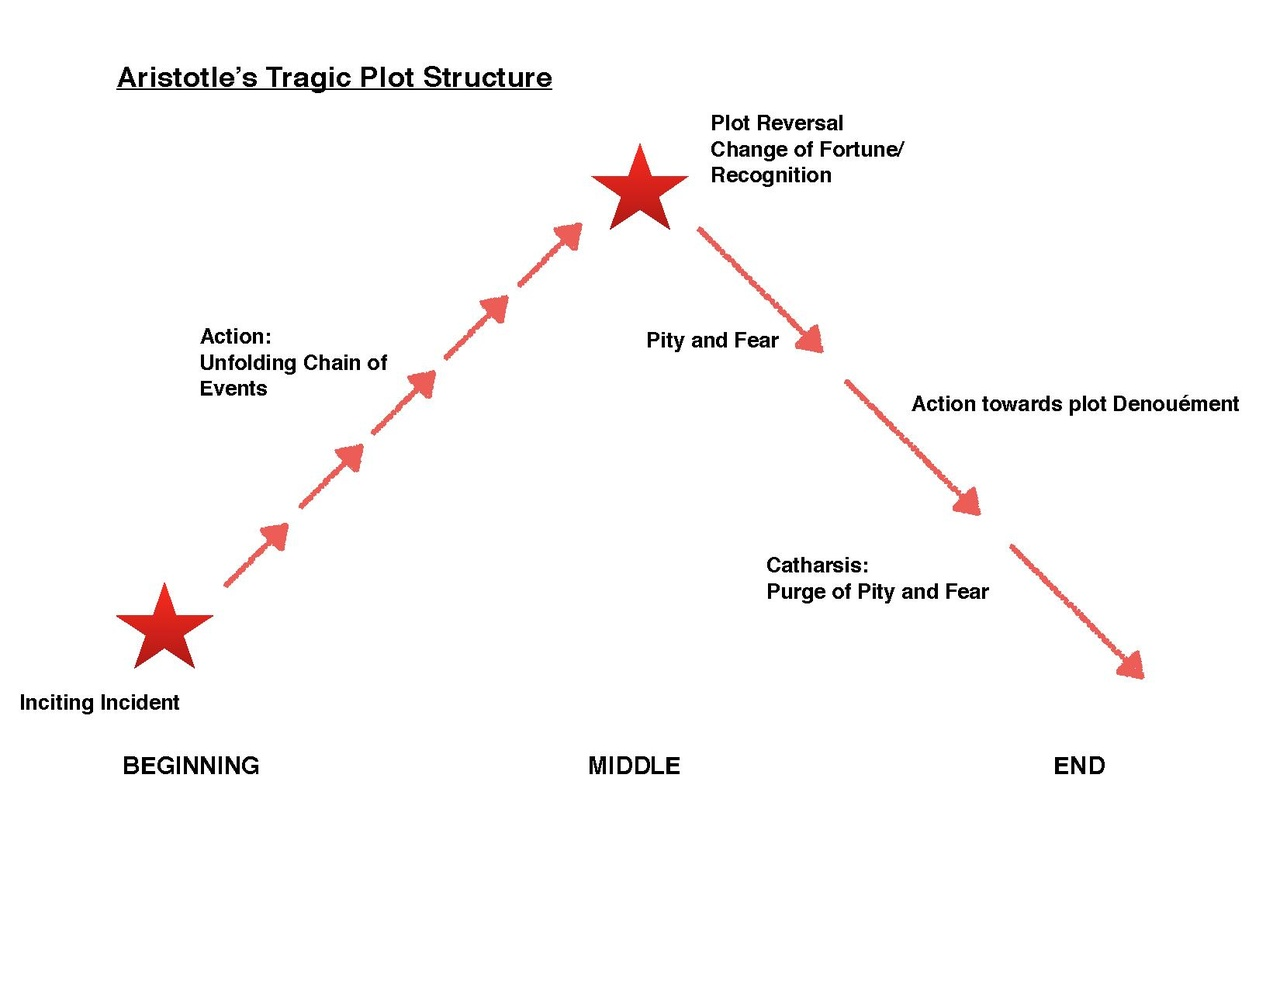 Aristotle’s Tragic Plot Structure
Plot Reversal
Change of Fortune/
Recognition
Action:
Unfolding Chain of
Events
Pity and Fear
Action towards plot Denouément
Catharsis:
Purge of Pity and Fear
Inciting Incident
BEGINNING
MIDDLE
END